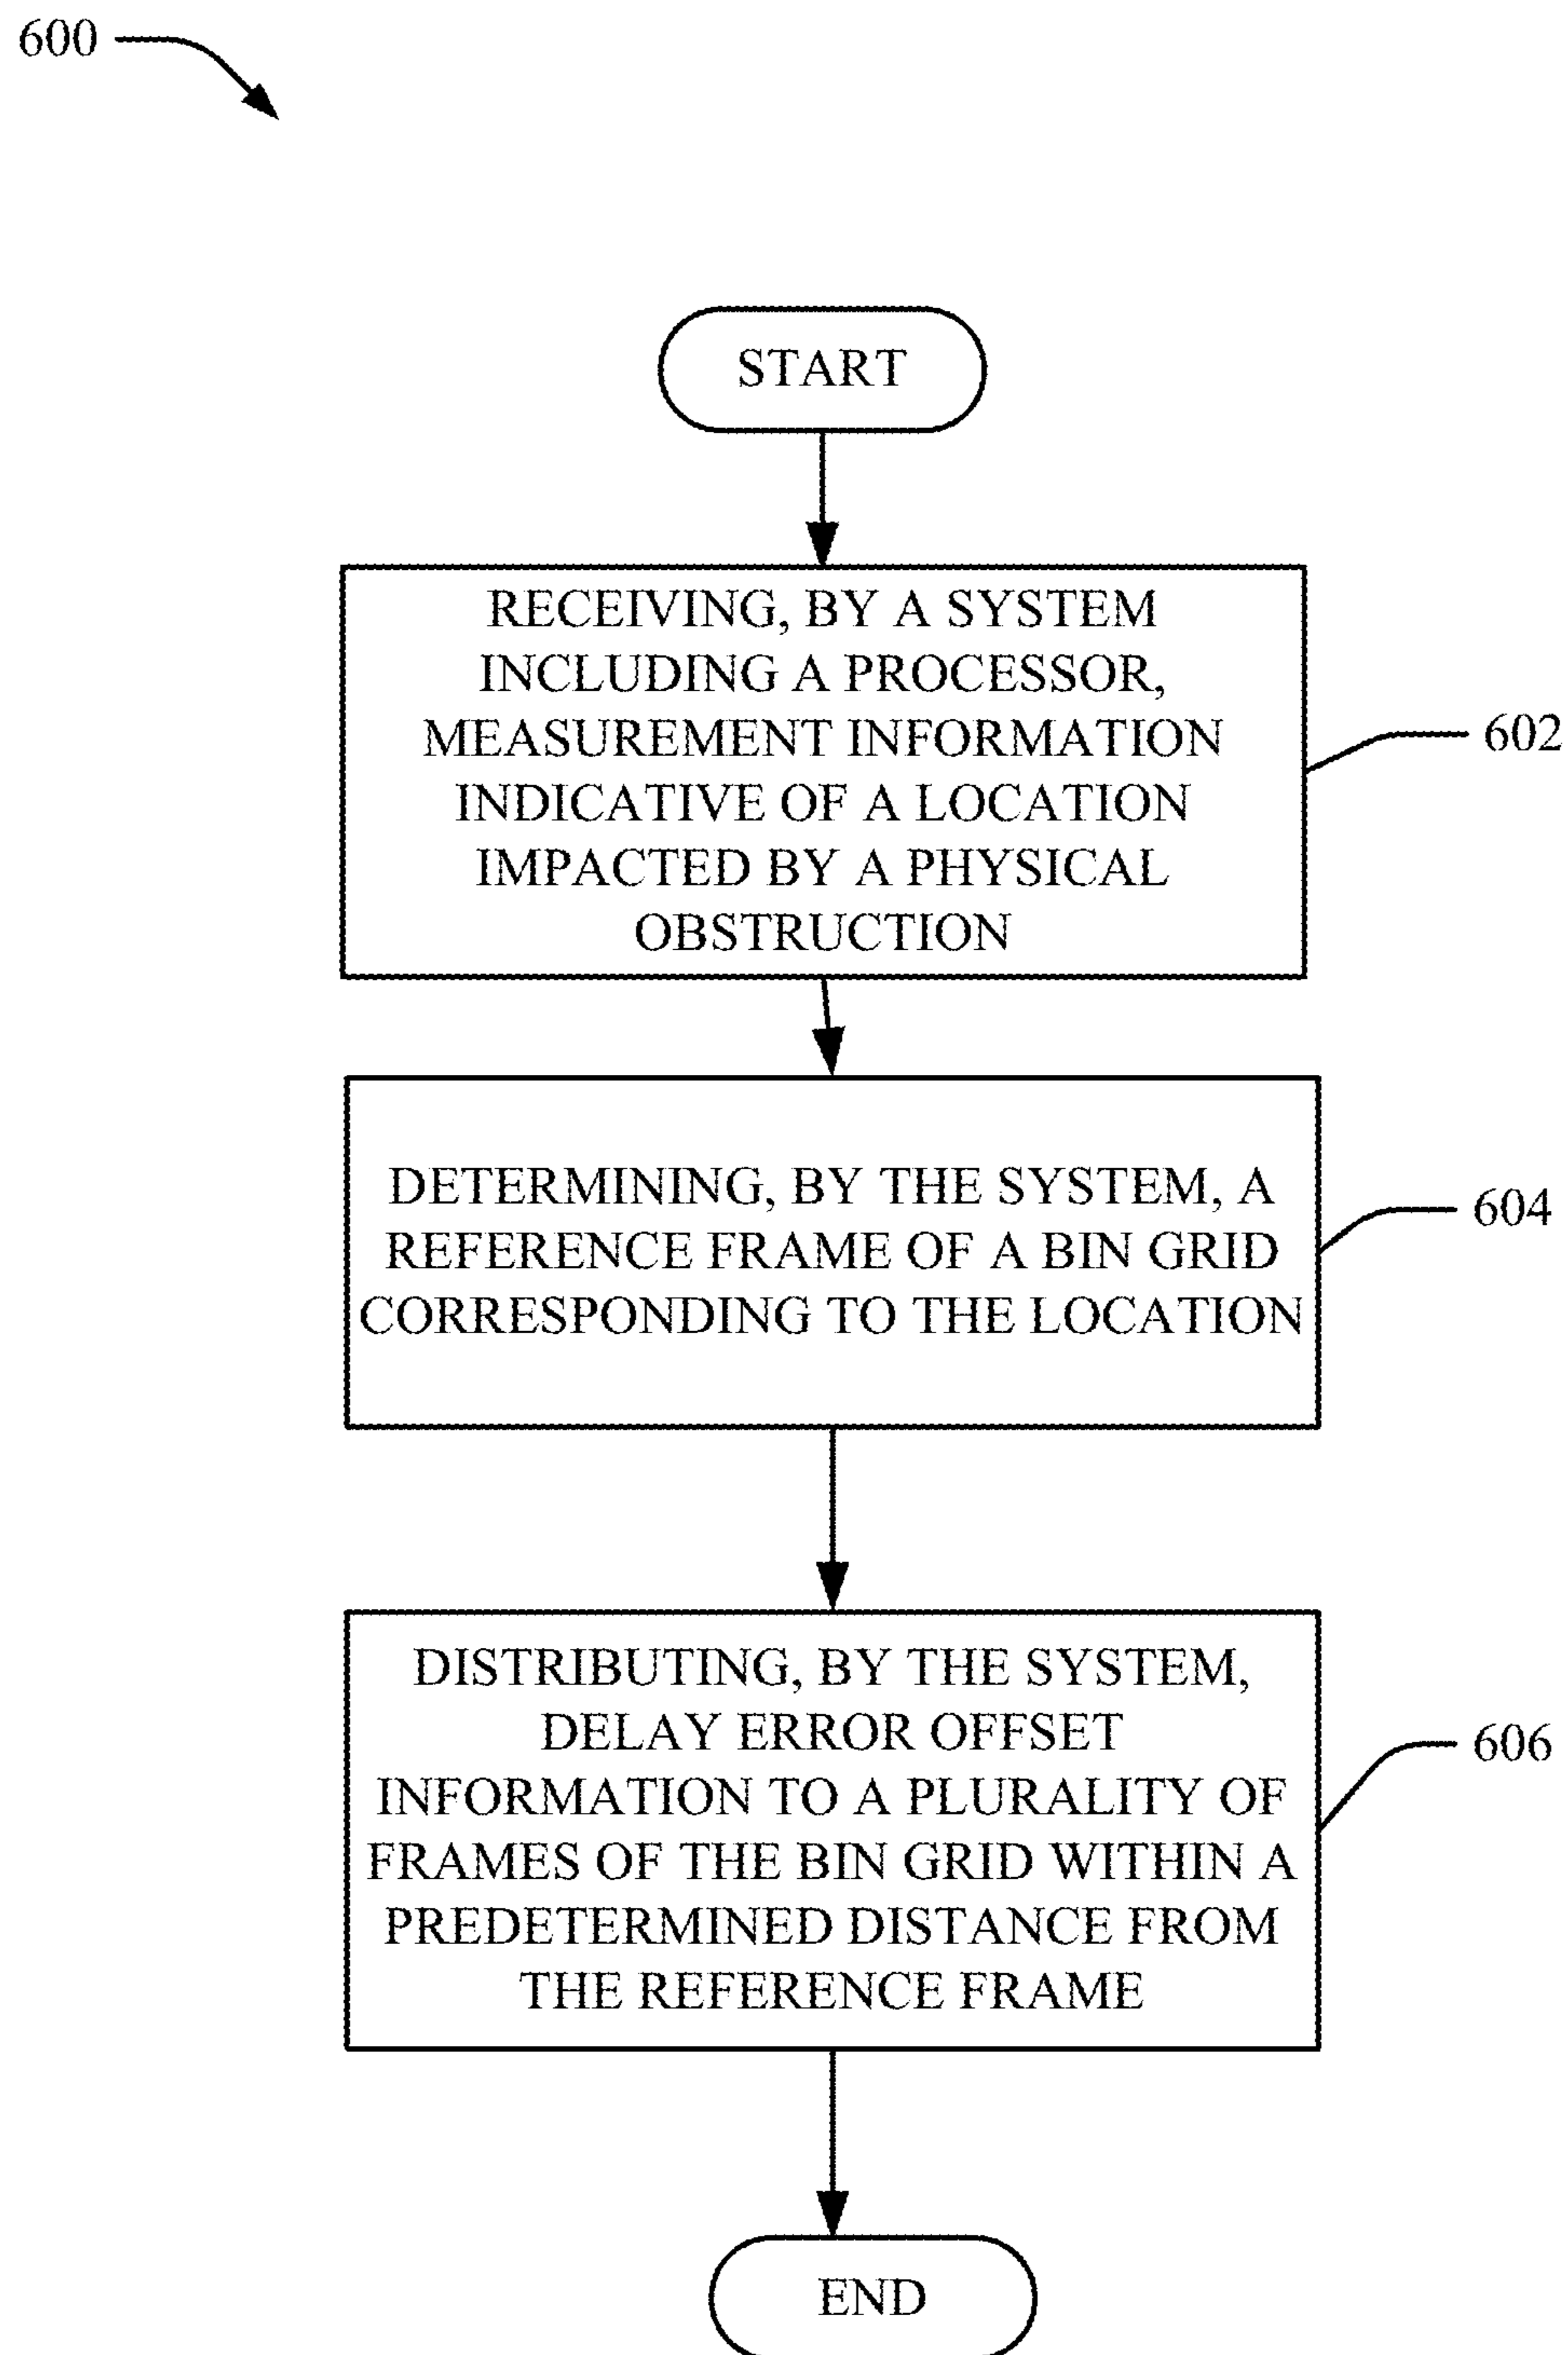 600
START
RECEIVING, BY A SYSTEM
INCLUDING A PROCESSOR,
MEASUREMENT INFORMATION
INDICATIVE OF A LOCATION
IMPACTED BY A PHYSICAL
OBSTRUCTION
602
DETERMINING, BY THE SYSTEM, A
REFERENCE FRAME OF A BIN GRID
CORRESPONDING TO THE LOCATION
604
DISTRIBUTING, BY THE SYSTEM,
DELAY ERROR OFFSET
INFORMATION TO A PLURALITY OF
FRAMES OF THE BIN GRID WITHIN A
PREDETERMINED DISTANCE FROM
THE REFERENCE FRAME
606
END